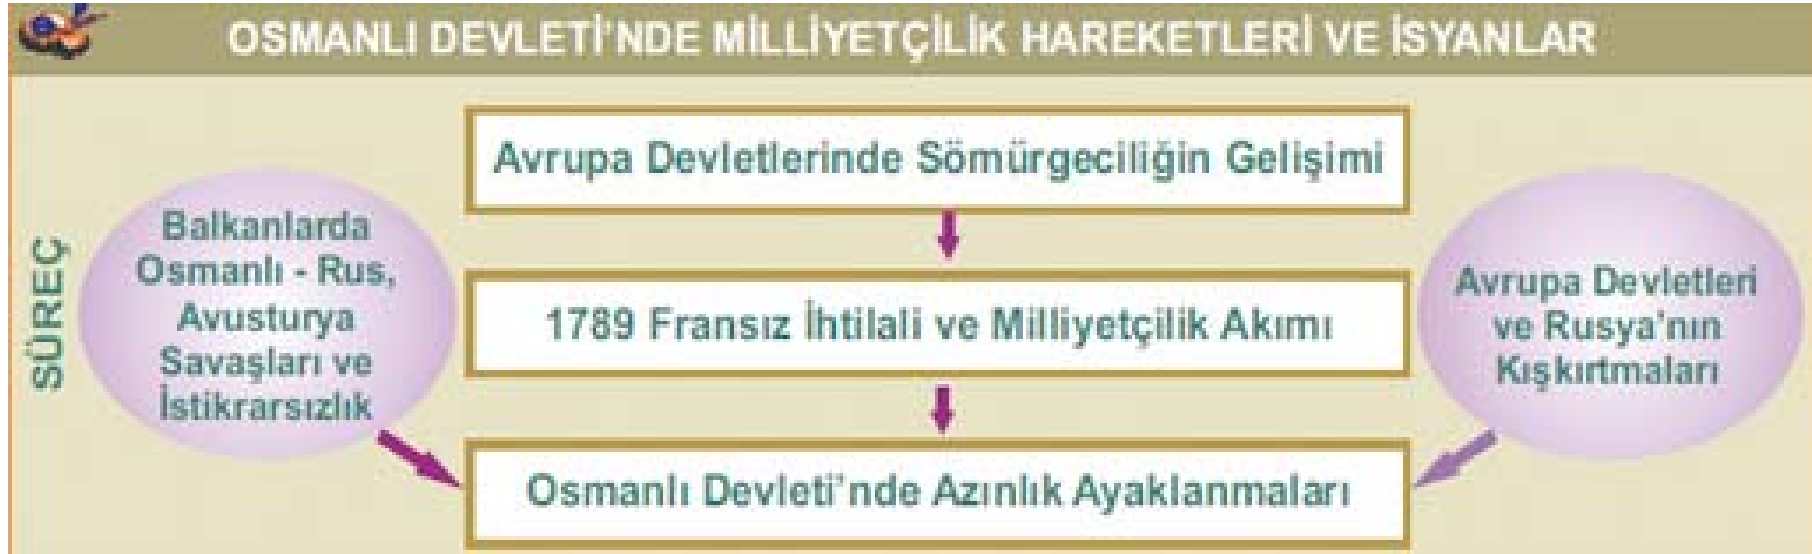 OSMANLI DEVLETİ'NDE MİLLİYETÇİLİK HAREKETLERİ VE İSYANLAR
SÜREÇ
Avrupa Devletlerinde Sömürgeciliğin Gelişimi
Balkanlarda
Osmanlı - Rus,
Avusturya
Savaşları ve
İstikrarsızlık
1789 Fransız İhtilali ve Milliyetçilik Akımı
Avrupa Devletleri
ve Rusya'nın
Kışkırtmaları
Osmanlı Devleti'nde Azınlık Ayaklanmaları